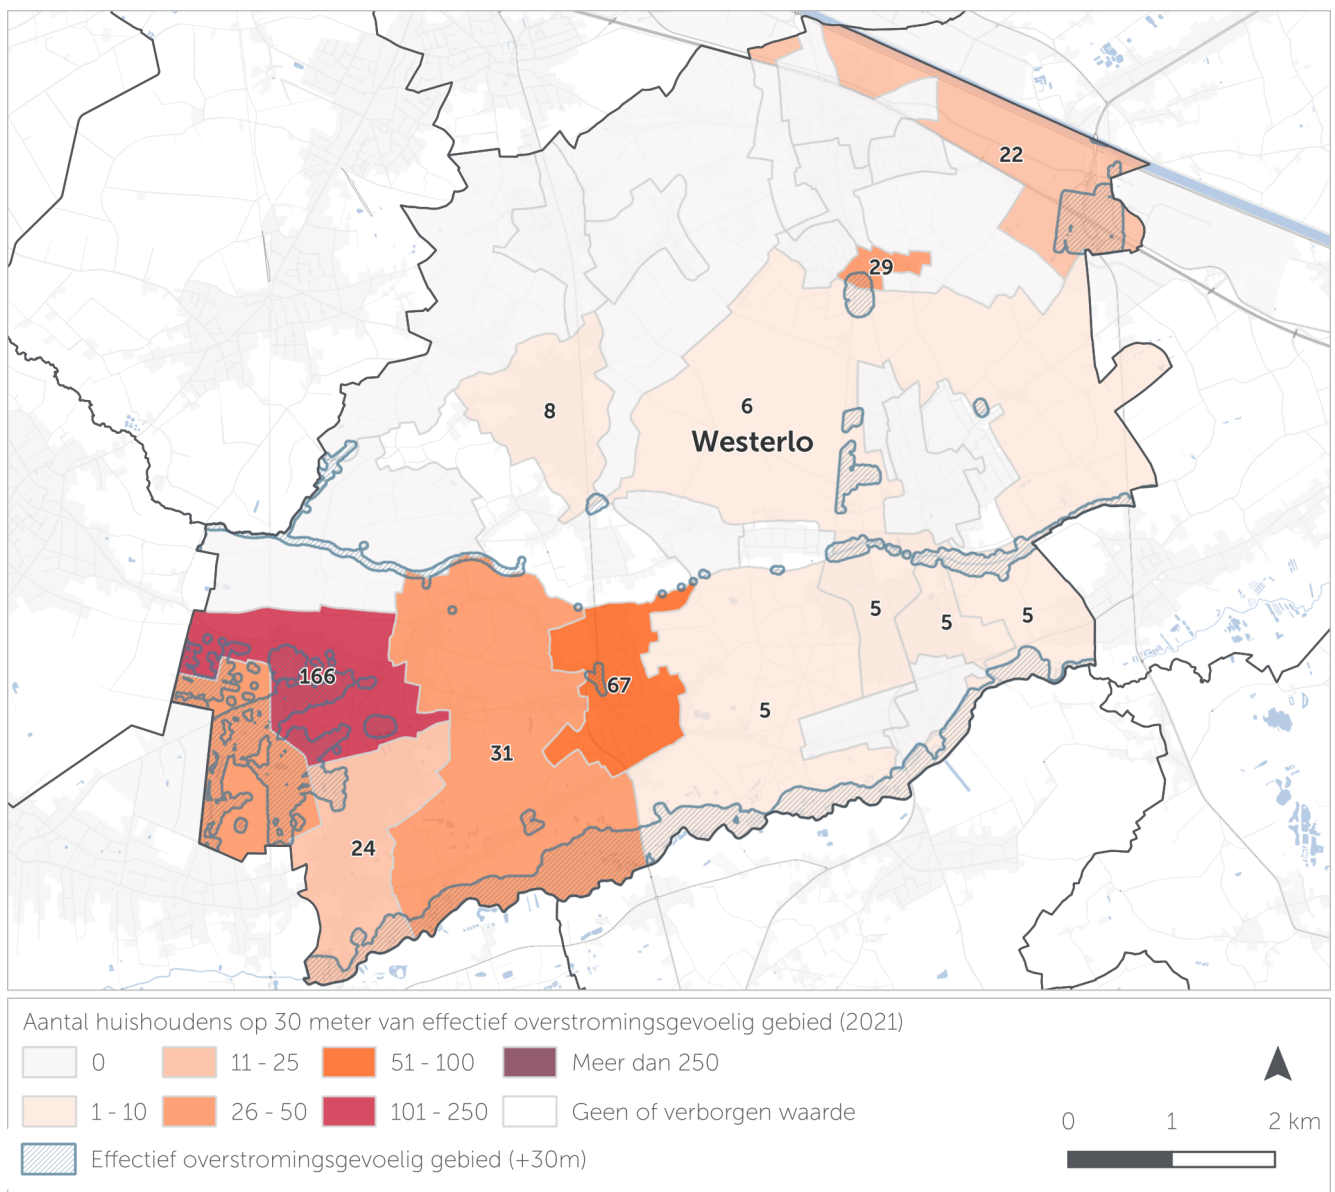 22
29
8
6
Westerlo
5
5
5
166
67
5
31
24
Aantal huishoudens op 30 meter van effectief overstromingsgevoelig gebied (2021)
0
11 - 25
51 - 100
Meer dan 250
1 - 10
26 - 50
101 - 250
Geen of verborgen waarde
Effectief overstromingsgevoelig gebied (+30m)
0 1 2 km